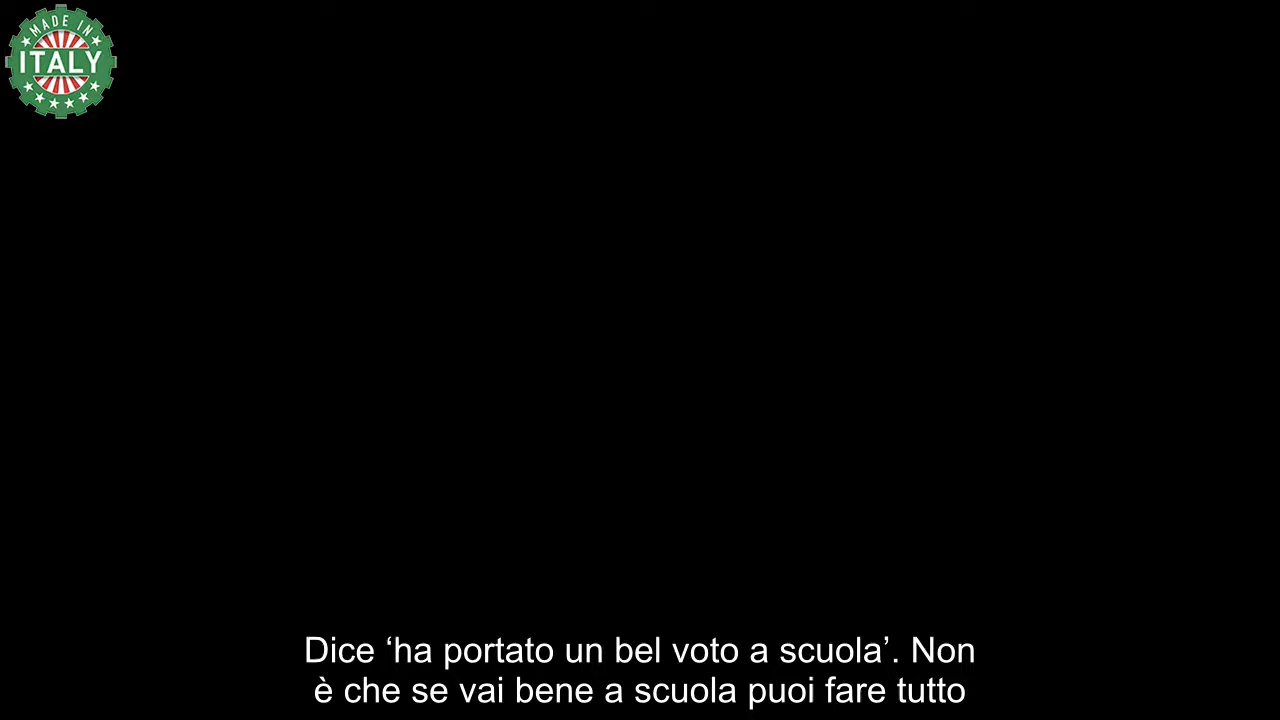 MADE IN
ITALY
Dice ‘ha portato un bel voto a scuola’. Non
è che se vai bene a scuola puoi fare tutto